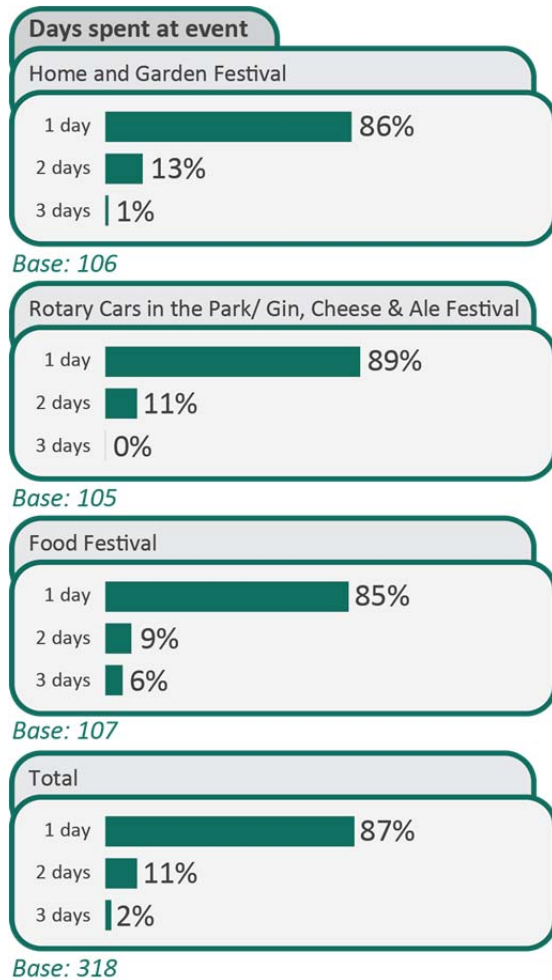 Days spent at event
Home and Garden Festival
1 day 86%
2 days 13%
3 days 1%
Base: 106
Rotary Cars in the Park/ Gin, Cheese & Ale Festival
1 day 89%
2 days 11%
3 days 0%
Base: 105
Food Festival
1 day 85%
2 days 9%
3 days 6%
Base: 107
Total
1 day 87%
2 days 11%
3 days 2%
Base: 318